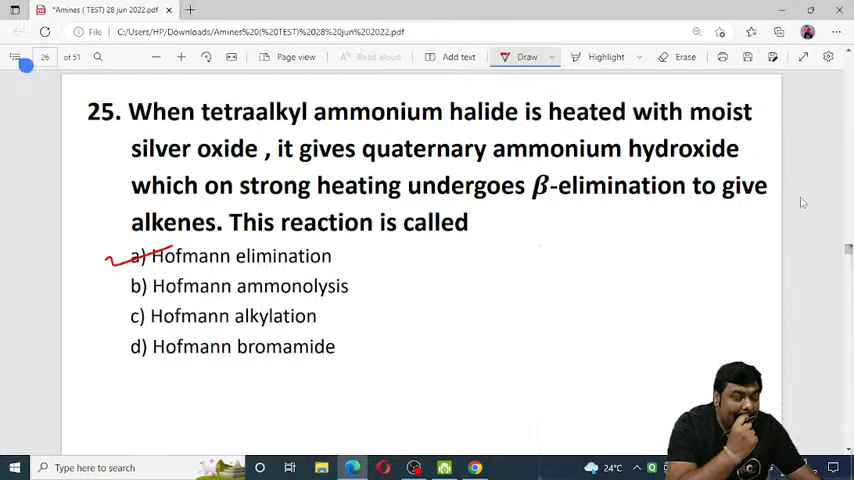 *Amines ( TEST) 28 jun 2022.pdf
File
C:/Users/HP/Downloads/Amines%20(%20TEST)%2028%20jun%202022.pdf
26 of 51
Page view
Read aloud
Add text
Draw
Highlight
Erase
25. When tetraalkyl ammonium halide is heated with moist
silver oxide , it gives quaternary ammonium hydroxide
which on strong heating undergoes β-elimination to give
alkenes. This reaction is called
a) Hofmann elimination
b) Hofmann ammonolysis
c) Hofmann alkylation
d) Hofmann bromamide
Type here to search
24°C